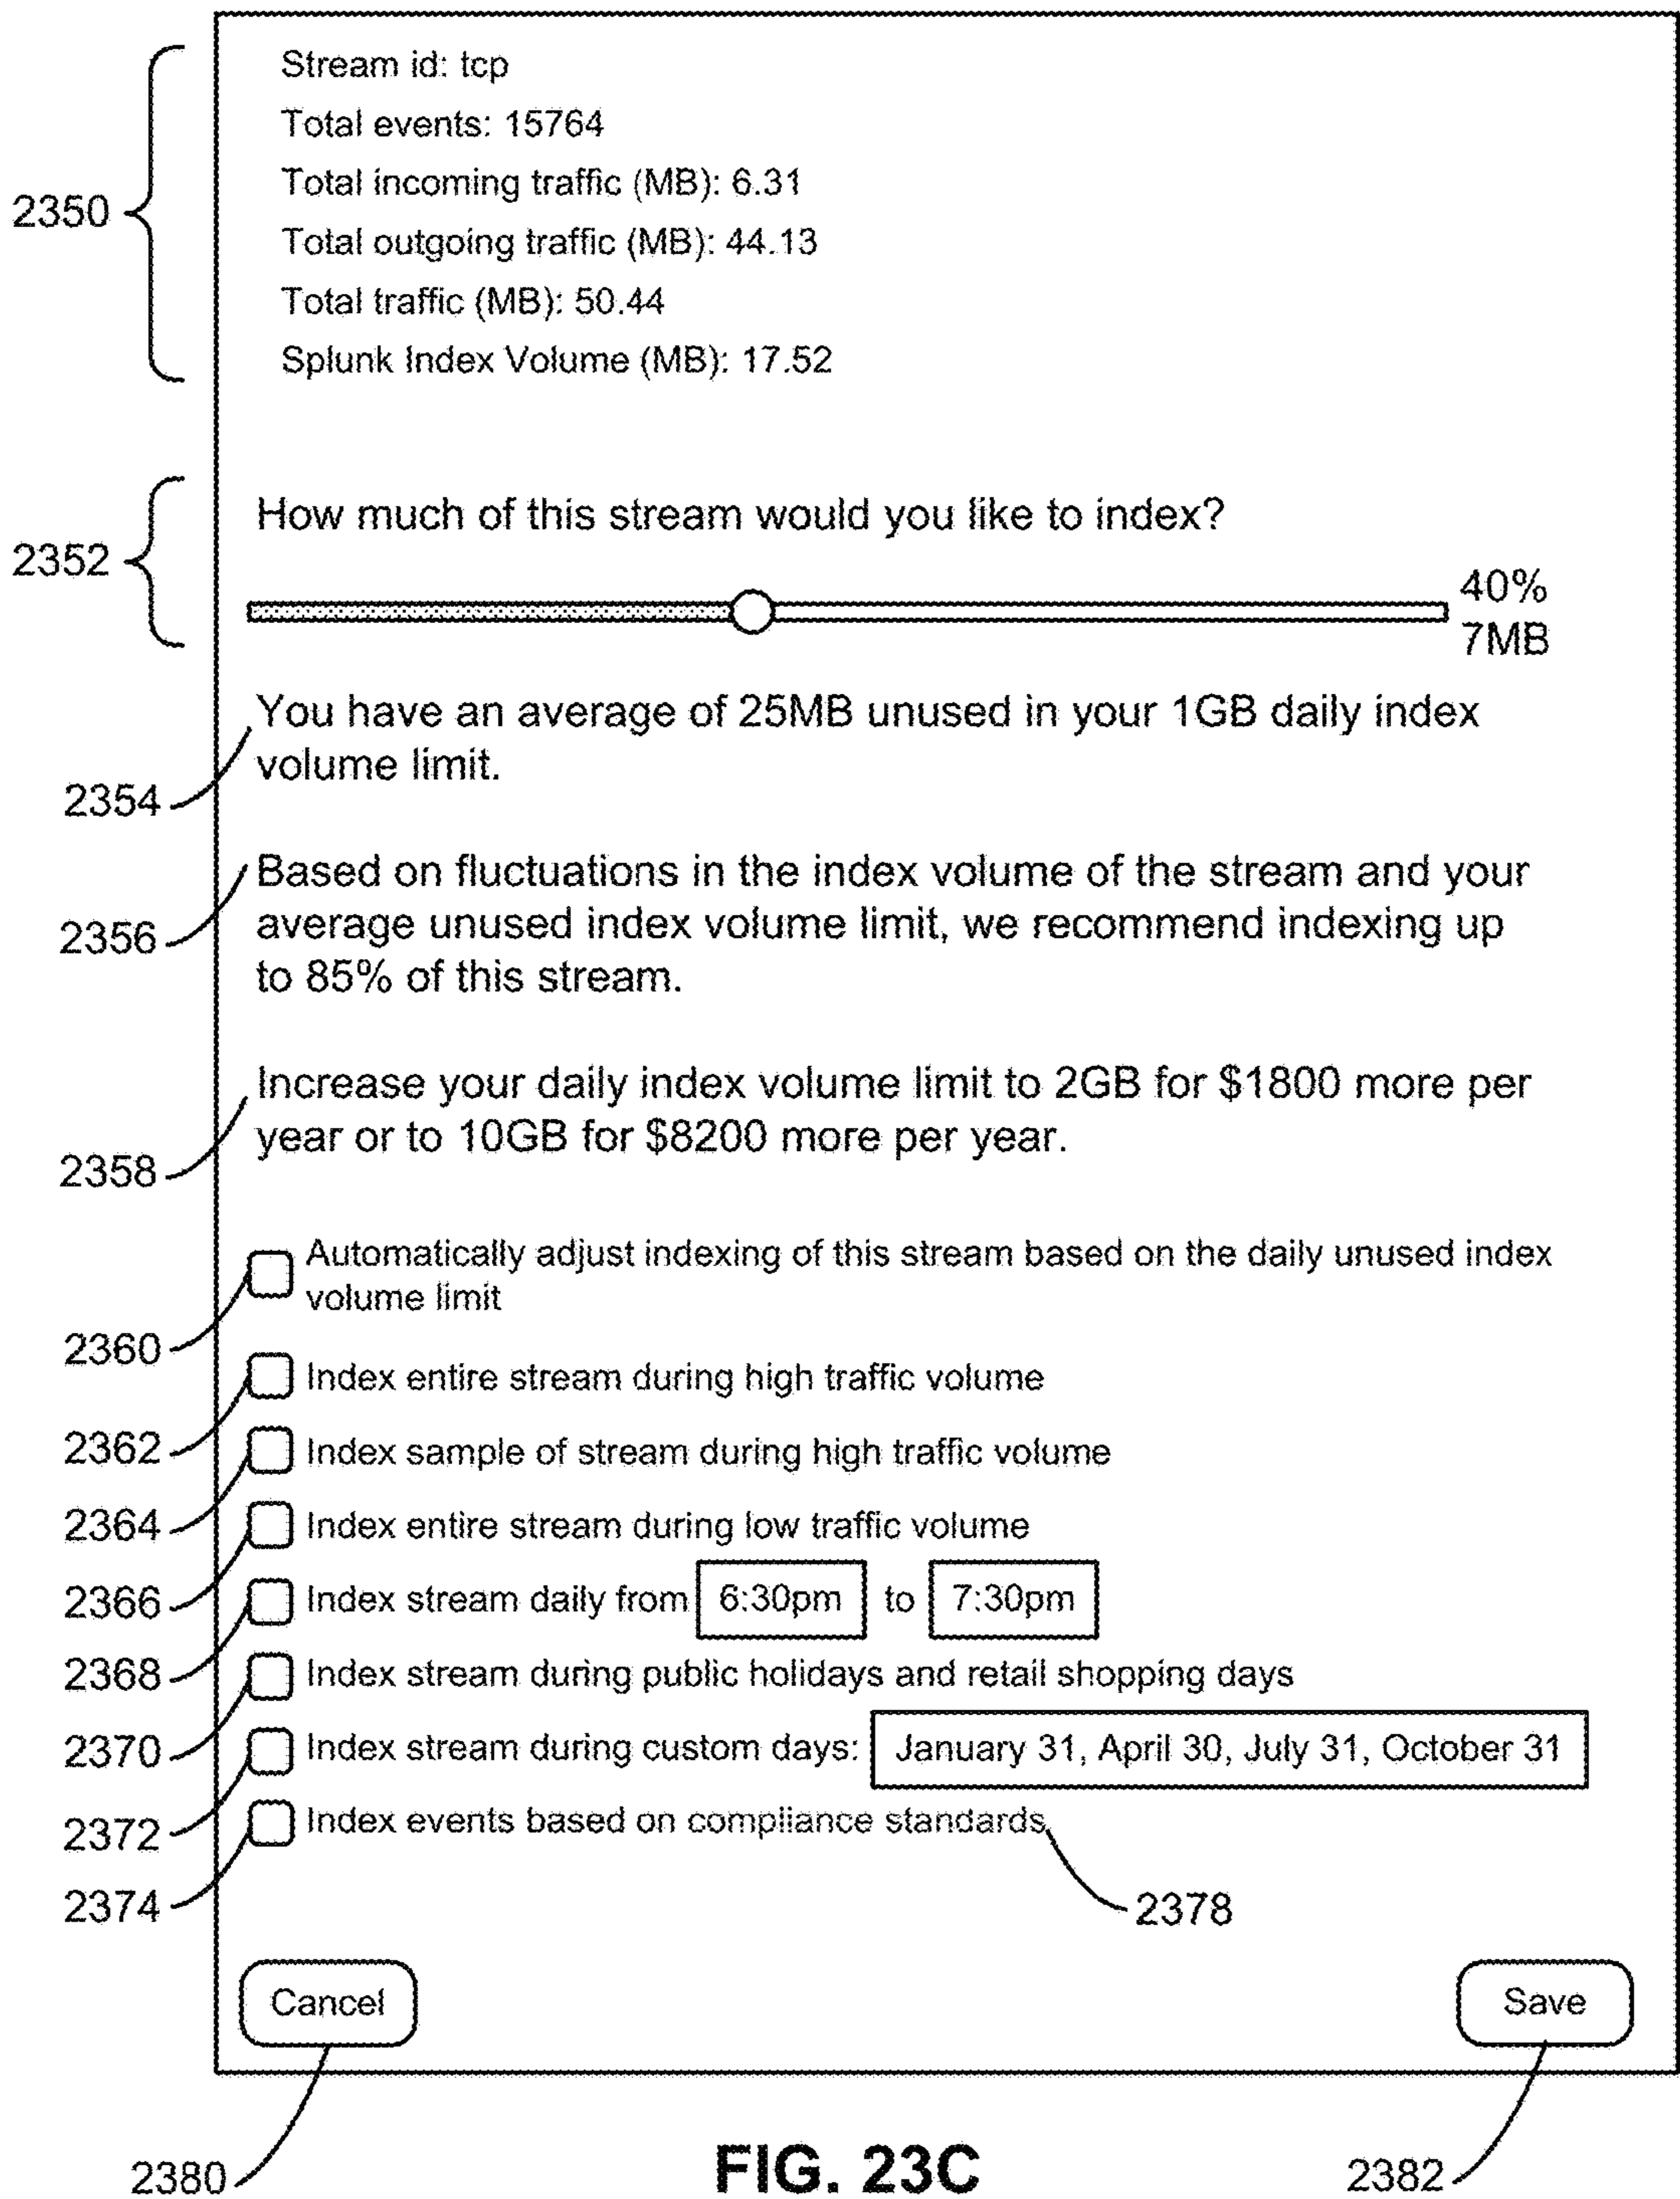 Stream id: tcp
Total events: 15764
Total incoming traffic (MB): 6.31
2350
Total outgoing traffic (MB): 44.13
Total traffic (MB): 50.44
Splunk Index Volume (MB): 17.52
How much of this stream would you like to index?
2352
40%
7MB
You have an average of 25MB unused in your 1GB daily index
volume limit.
2354
Based on fluctuations in the index volume of the stream and your
average unused index volume limit, we recommend indexing up
2356
to 85% of this stream.
Increase your daily index volume limit to 2GB for $1800 more per
year or to 10GB for $8200 more per year.
2358
Automatically adjust indexing of this stream based on the daily unused index
volume limit
2360
Index entire stream during high traffic volume
2362
Index sample of stream during high traffic volume
2364
Index entire stream during low traffic volume
2366
Index stream daily from 6:30pm to 7:30pm
2368
Index stream during public holidays and retail shopping days
2370
Index stream during custom days: January 31, April 30, July 31, October 31
2372
Index events based on compliance standards
2374
2378
Cancel
Save
2380
FIG. 23C
2382